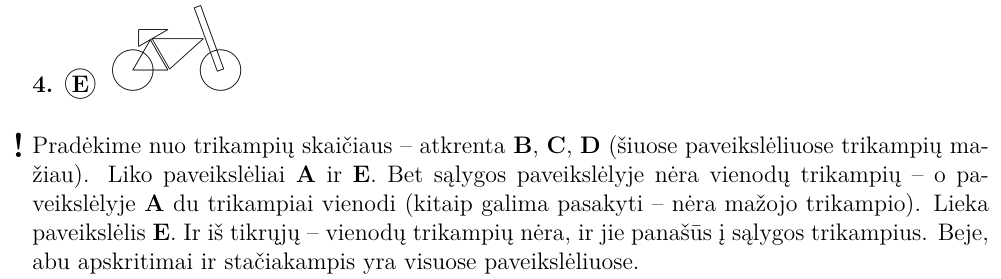 4. E
! Pradėkime nuo trikampių skaičiaus – atkrenta B, C, D (šiuose paveikslėliuose trikampių ma-
žiau). Liko paveikslėliai A ir E. Bet sąlygos paveikslėlyje nėra vienodų trikampių – o pa-
veikslėlyje A du trikampiai vienodi (kitaip galima pasakyti – nėra mažojo trikampio). Lieka
paveikslėlis E. Ir iš tikrųjų – vienodų trikampių nėra, ir jie panašūs į sąlygos trikampius. Beje,
abu apskritimai ir stačiakampis yra visuose paveikslėliuose.